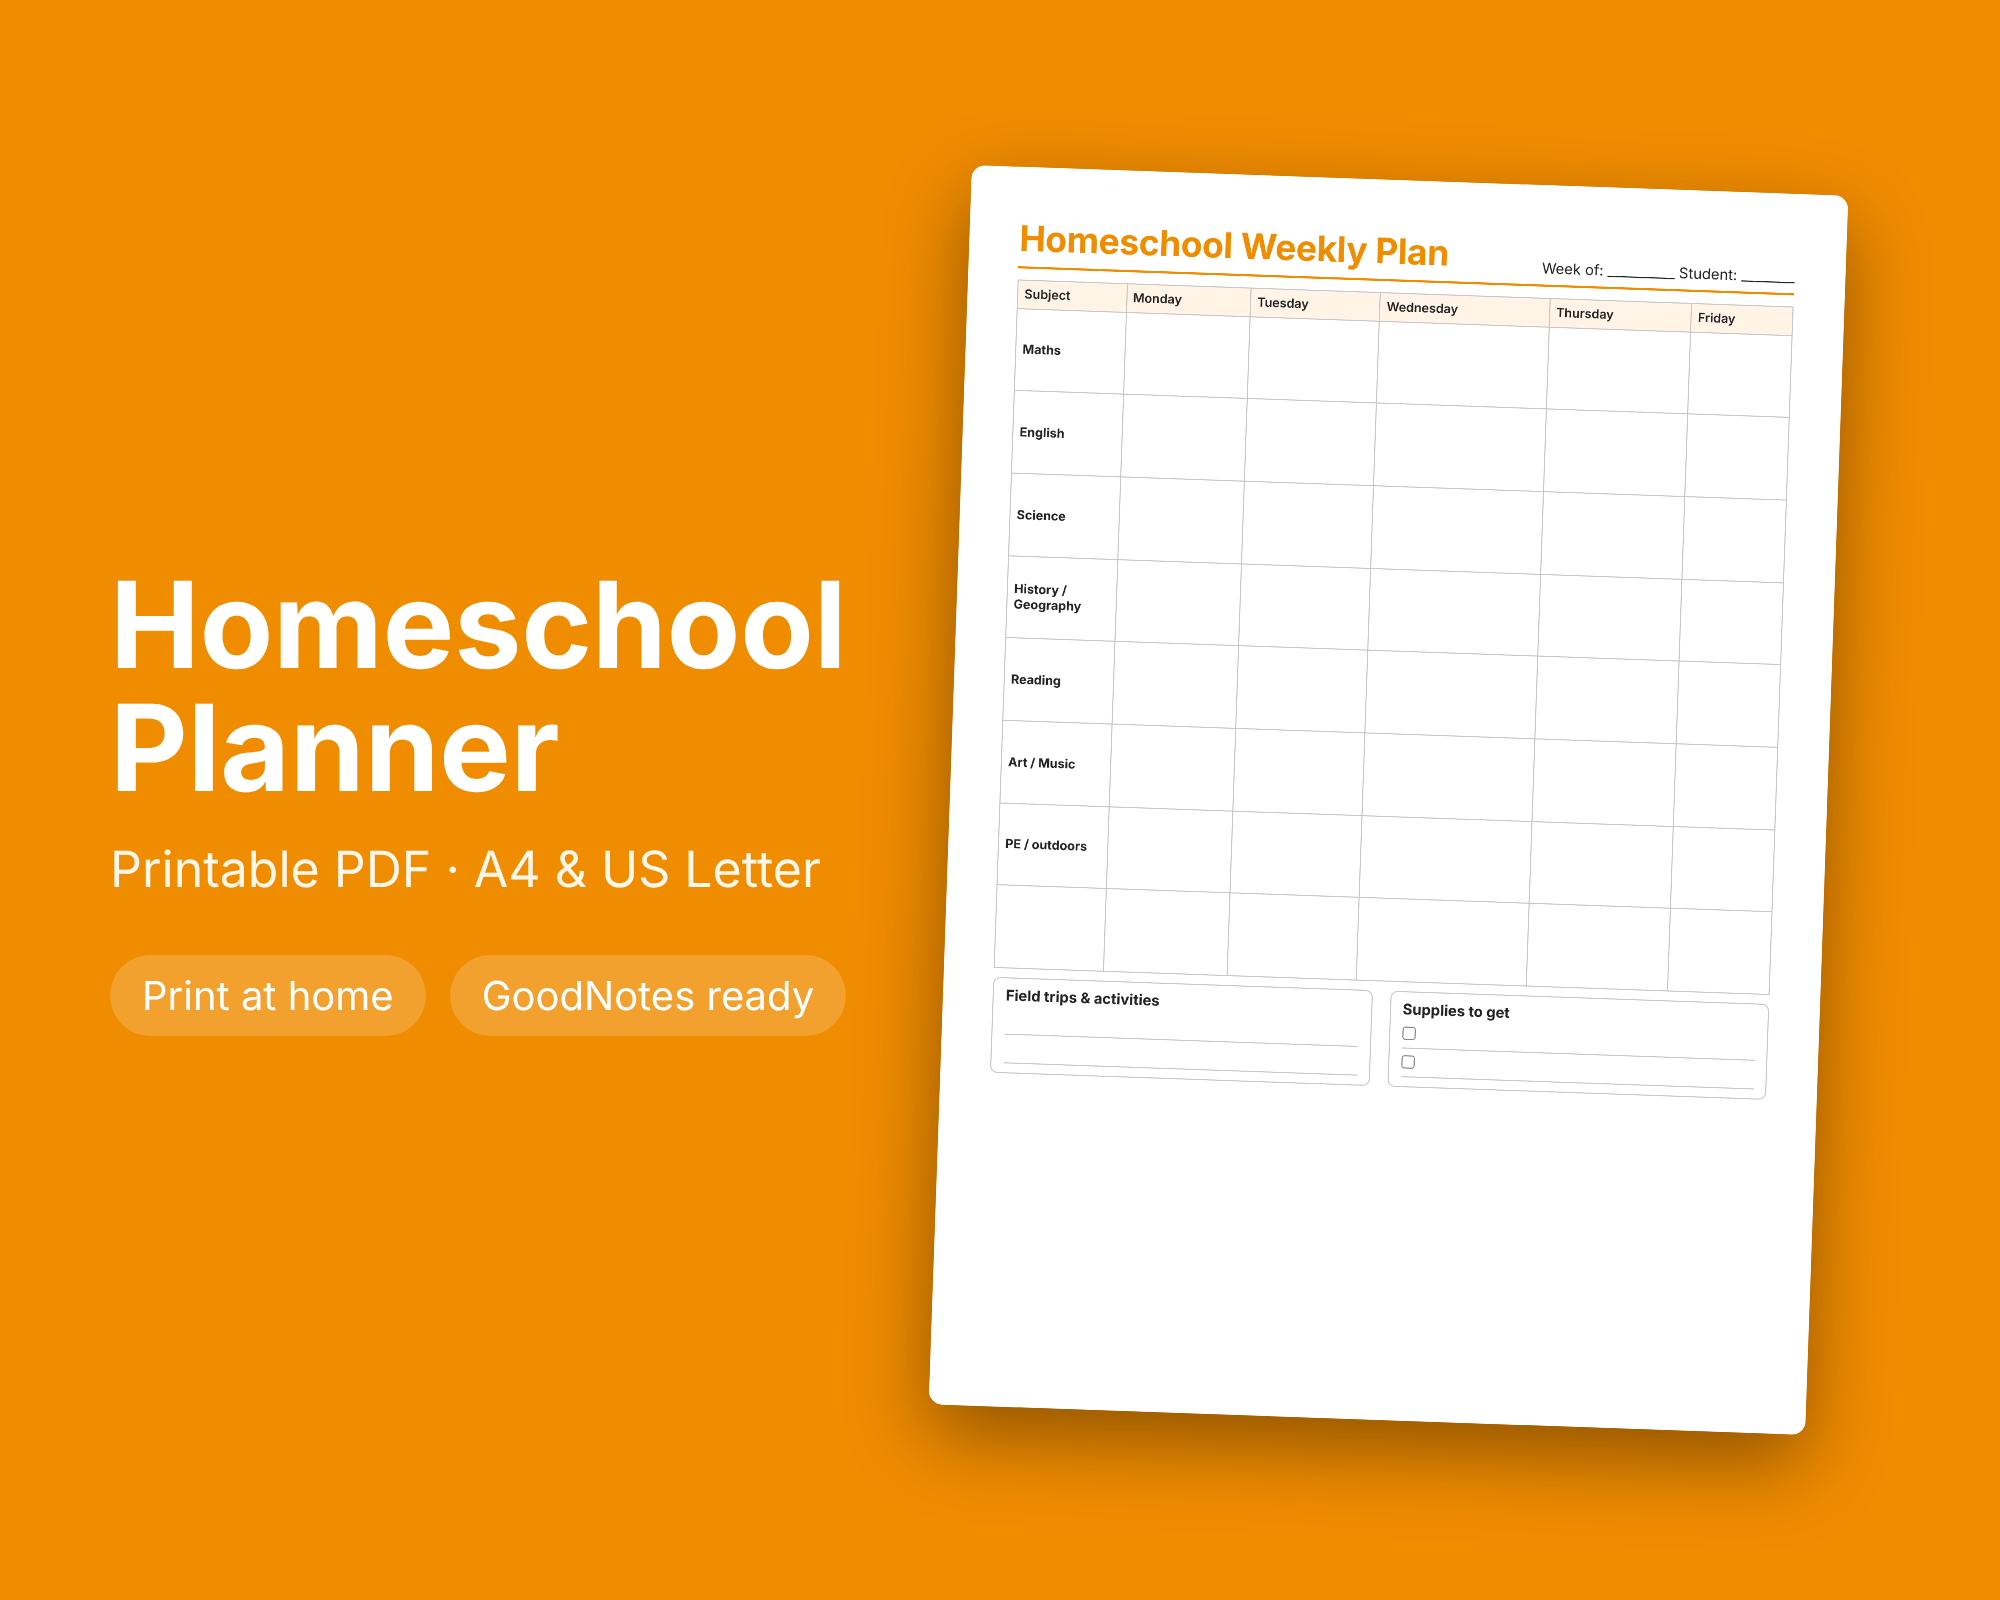 Homeschool
Planner
Printable PDF · A4 & US Letter
Print at home
GoodNotes ready
Homeschool Weekly Plan
Week of: ________ Student: ________
Subject Monday Tuesday Wednesday Thursday Friday
Maths
English
Science
History /
Geography
Reading
Art / Music
PE / outdoors
Field trips & activities
Supplies to get